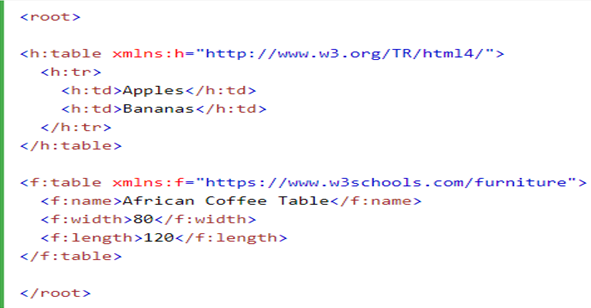 <root>
<h:table xmlns:h="http://www.w3.org/TR/html4/">
<h:tr>
<h:td>Apples</h:td>
<h:td>Bananas</h:td>
</h:tr>
</h:table>
<f:table xmlns:f="https://www.w3schools.com/furniture">
<f:name>African Coffee Table</f:name>
<f:width>80</f:width>
<f:length>120</f:length>
</f:table>
</root>